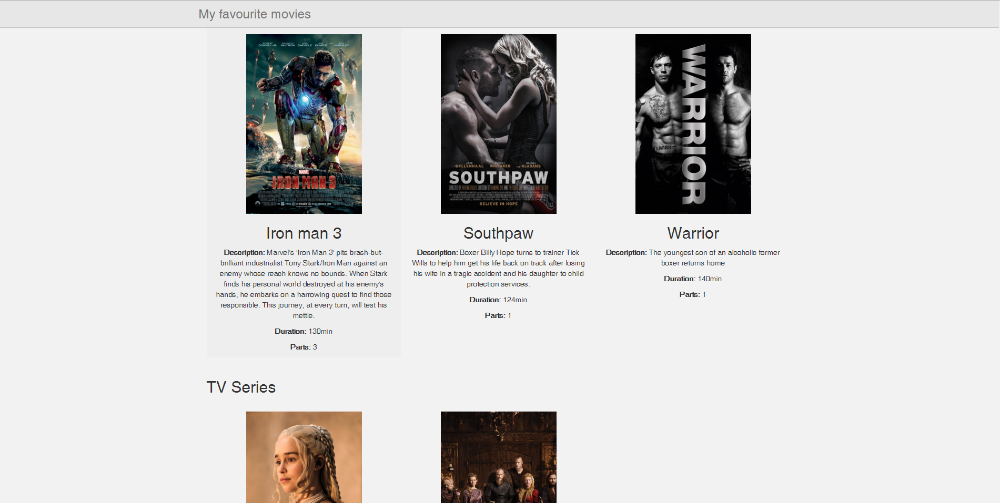 My favourite movies
ROBERT DOWNEY JR. GWYNETH PALTROW DON CHEADLE GUY PEARCE AND BEN KINGSLEY
MARVEL
IRON MAN 3
MAY 3
JAKE GYLLENHAAL FOREST WHITAKER AND RACHEL McADAMS
SOUTHPAW
BELIEVE IN HOPE
WARRIOR
Iron man 3
Description: Marvel's 'Iron Man 3' pits brash-but-
brilliant industrialist Tony Stark/Iron Man against an
enemy whose reach knows no bounds. When Stark
finds his personal world destroyed at his enemy's
hands, he embarks on a harrowing quest to find those
responsible. This journey, at every turn, will test his
mettle.
Duration: 130min
Parts: 3
Southpaw
Description: Boxer Billy Hope turns to trainer Tick
Wills to help him get his life back on track after losing
his wife in a tragic accident and his daughter to child
protection services.
Duration: 124min
Parts: 1
Warrior
Description: The youngest son of an alcoholic former
boxer returns home
Duration: 140min
Parts: 1
TV Series